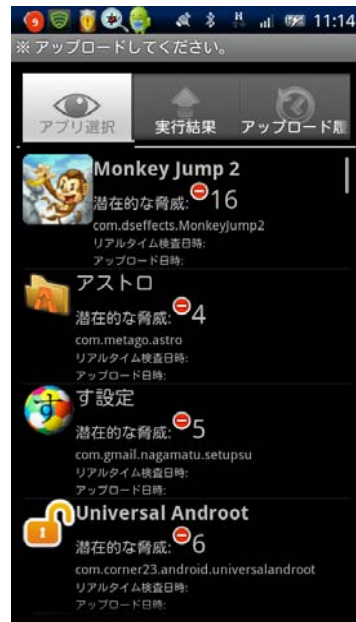 9 H 11:14
※ アップロードしてください。
アプリ選択 実行結果 アップロード履
Monkey Jump 2
潜在的な脅威: 16
com.dseffects.MonkeyJump2
リアルタイム検査日時:
アップロード日時:
アストロ
潜在的な脅威: 4
com.metago.astro
リアルタイム検査日時:
アップロード日時:
す
す設定
潜在的な脅威: 5
com.gmail.nagamatu.setupsu
リアルタイム検査日時:
アップロード日時:
Universal Androot
潜在的な脅威: 6
com.corner23.android.universalandroot
リアルタイム検査日時:
アップロード日時: